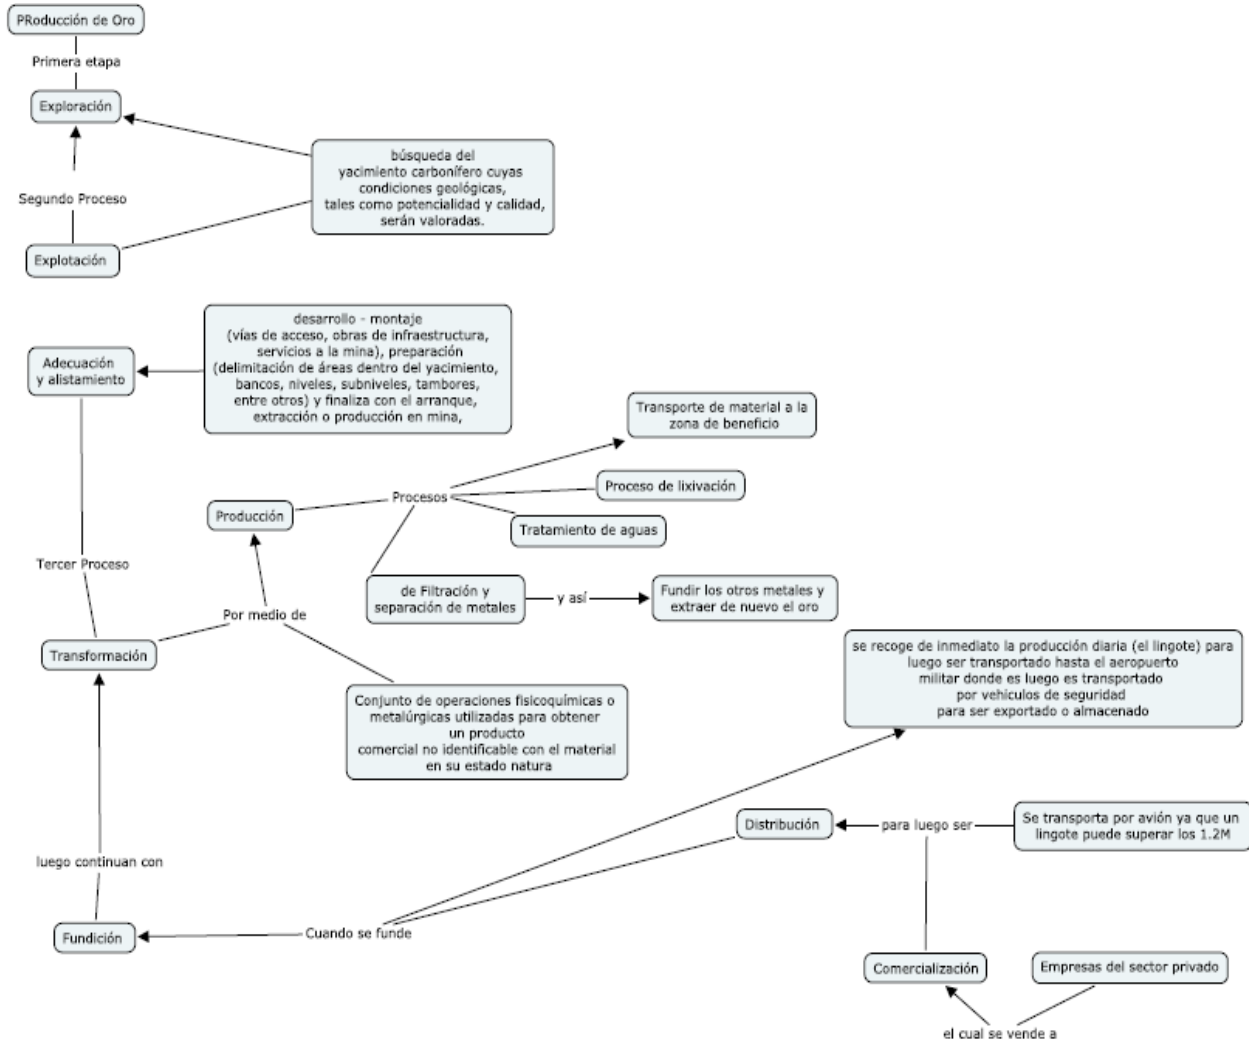 PRoducción de Oro
Primera etapa
Exploración
búsqueda del
yacimiento carbonífero cuyas
condiciones geológicas,
tales como potencialidad y calidad,
serán valoradas.
Segundo Proceso
Explotación
desarrollo - montaje
(vías de acceso, obras de infraestructura,
servicios a la mina), preparación
(delimitación de áreas dentro del yacimiento,
bancos, niveles, subniveles, tambores,
entre otros) y finaliza con el arranque,
extracción o producción en mina,
Adecuación
y alistamiento
Transporte de material a la
zona de beneficio
Procesos
Proceso de lixivación
Producción
Tratamiento de aguas
Tercer Proceso
de Filtración y
separación de metales
y así
Fundir los otros metales y
extraer de nuevo el oro
Por medio de
Transformación
se recoge de inmediato la producción diaria (el lingote) para
luego ser transportado hasta el aeropuerto
militar donde es luego es transportado
por vehiculos de seguridad
para ser exportado o almacenado
Conjunto de operaciones fisicoquímicas o
metalúrgicas utilizadas para obtener
un producto
comercial no identificable con el material
en su estado natura
Distribución
para luego ser
Se transporta por avión ya que un
lingote puede superar los 1.2M
luego continuan con
Fundición
Cuando se funde
Comercialización
Empresas del sector privado
el cual se vende a